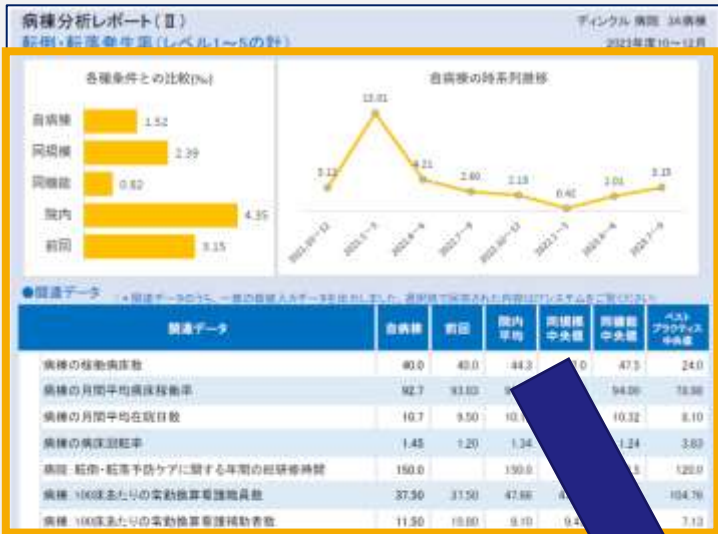 病棟分析レポート(Ⅱ)
ディンクル 病院 3A病棟
転倒・転落発生率(レベル1~5の計)
2023年度10~12月
各種条件との比較(‰)
自病棟 1.52
同規模 2.39
同機能 0.82
院内 4.35
前回 3.15
自病棟の時系列推移
13.01
4.21
2.60
2.15
0.42
2.01
3.15
●関連データ
関連データ 自病棟 前回 院内平均 同規模中央値 同機能中央値 ベストプラクティス中央値
病棟の稼働病床数 40.0 40.0 44.3 47.5 24.0
病棟の月間平均病床稼働率 92.7
病棟の月間平均在院日数 16.7 9.50 10.32 8.10
病棟の病床回転率 1.45 1.20 1.34 1.24
病院 転倒・転落予防ケアに関する年間の総研修時間 150.0 150.0 120.0
病棟 100床あたりの常勤換算看護職員数 37.50 37.50 47.66 104.76
病棟 100床あたりの常勤換算看護補助者数 11.50 9.10 7.13